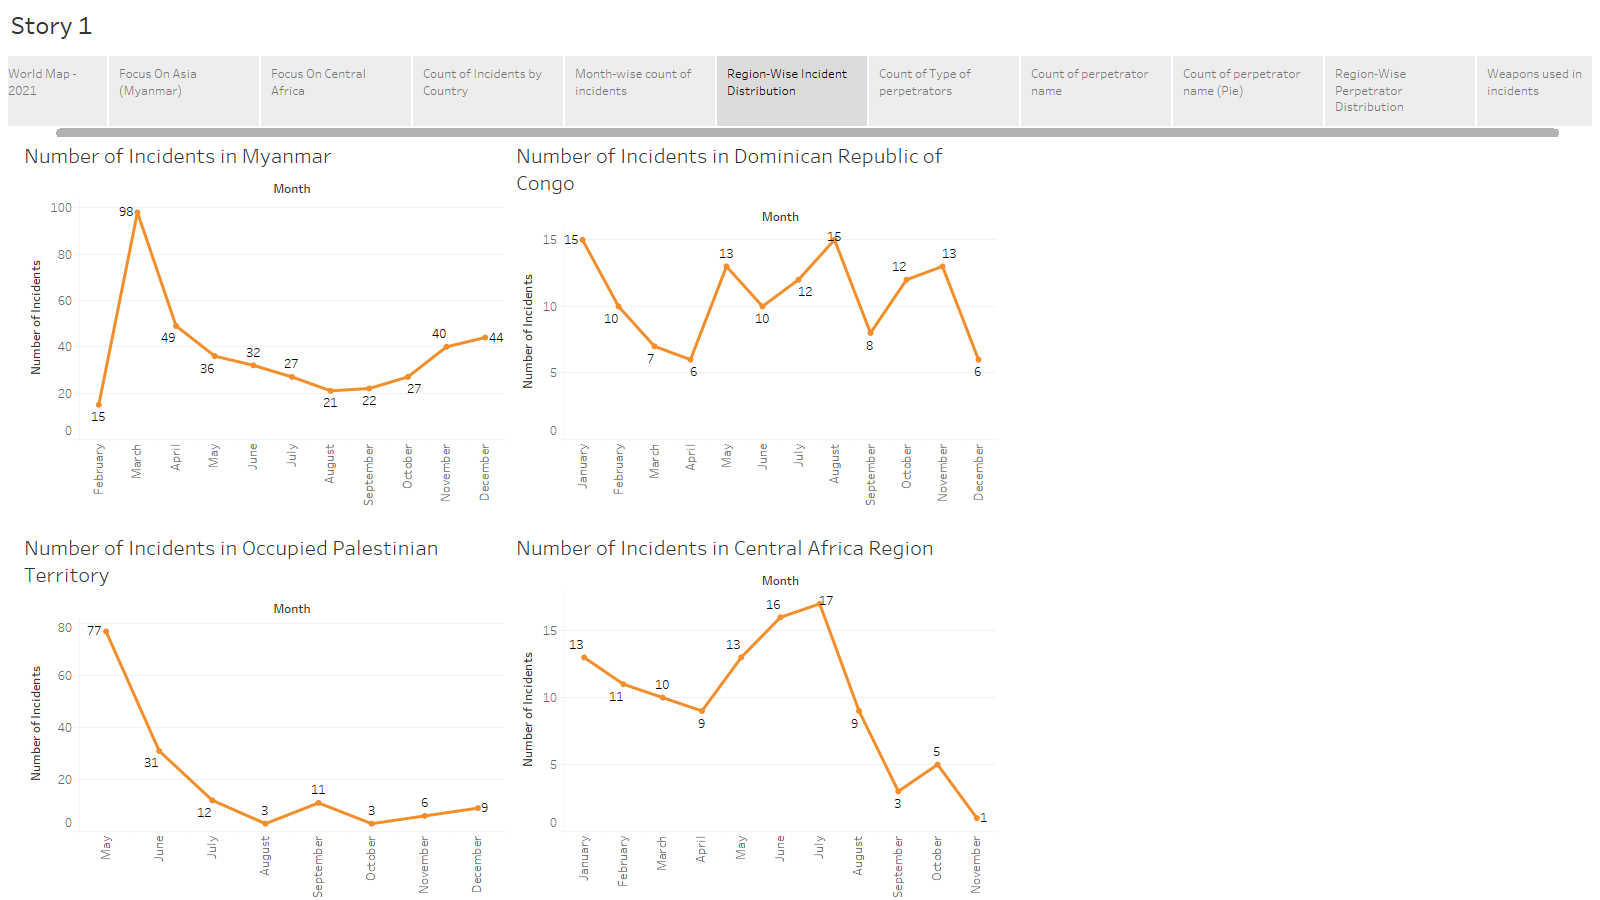 Story 1
World Map -
2021
Focus On Asia
(Myanmar)
Focus On Central
Africa
Count of Incidents by
Country
Month-wise count of
incidents
Region-Wise Incident
Distribution
Count of Type of
perpetrators
Count of perpetrator
name
Count of perpetrator
name (Pie)
Region-Wise
Perpetrator
Distribution
Weapons used in
incidents
Number of Incidents in Myanmar
Month
Number of Incidents
100
80
60
40
20
0
15
98
49
36
32
27
21
22
27
40
44
February
March
April
May
June
July
August
September
October
November
December
Number of Incidents in Dominican Republic of
Congo
Month
Number of Incidents
15
10
5
0
15
10
7
6
13
10
12
15
8
12
13
6
January
February
March
April
May
June
July
August
September
October
November
December
Number of Incidents in Occupied Palestinian
Territory
Month
Number of Incidents
80
60
40
20
0
77
31
12
3
11
3
6
9
May
June
July
August
September
October
November
December
Number of Incidents in Central Africa Region
Month
Number of Incidents
15
10
5
0
13
11
10
9
13
16
17
9
3
5
1
January
February
March
April
May
June
July
August
September
October
November